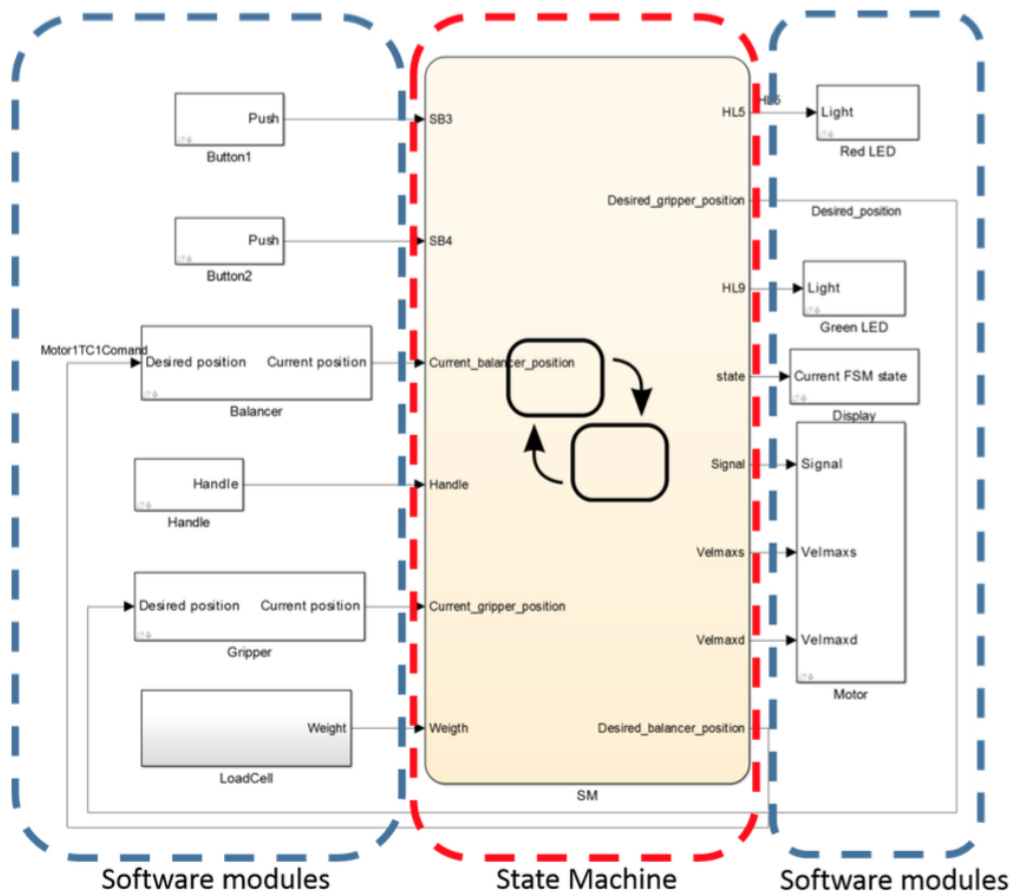 Push
Button1
Push
Button2
Motor1TC1Comand
Desired position Current position
Balancer
Handle
Handle
Desired position Current position
Gripper
Weight
LoadCell
SB3
SB4
Current_balancer_position
Handle
Current_gripper_position
Weigth
HL5
Desired_gripper_position
HL9
state
Signal
Velmaxs
Velmaxd
Desired_balancer_position
SM
HL5
Light
Red LED
Desired_position
Light
Green LED
Current FSM state
Display
Signal
Velmaxs
Velmaxd
Motor
Software modules State Machine Software modules